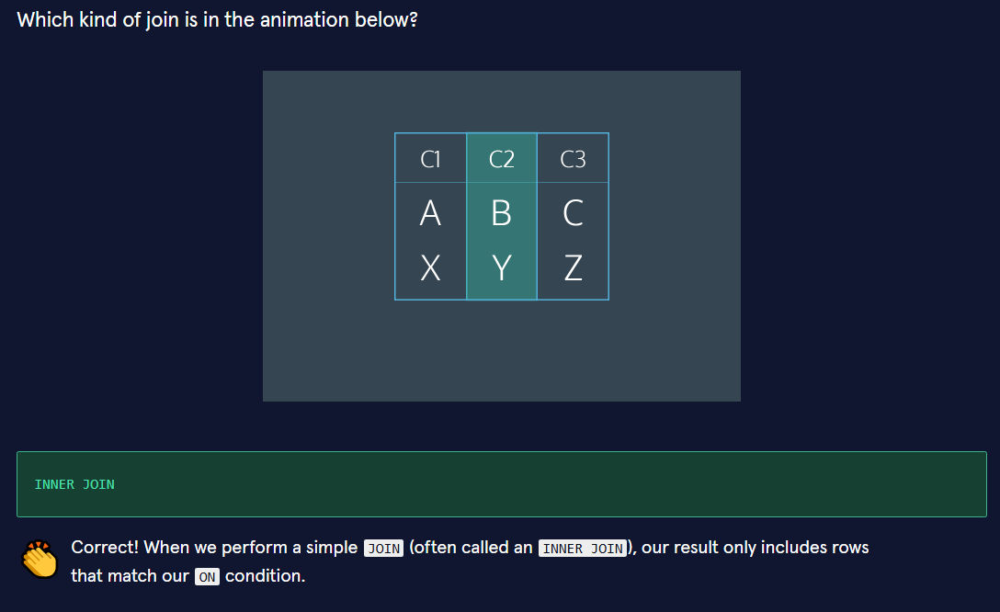 Which kind of join is in the animation below?
C1 C2 C3
A B C
X Y Z
INNER JOIN
Correct! When we perform a simple JOIN (often called an INNER JOIN), our result only includes rows
that match our ON condition.